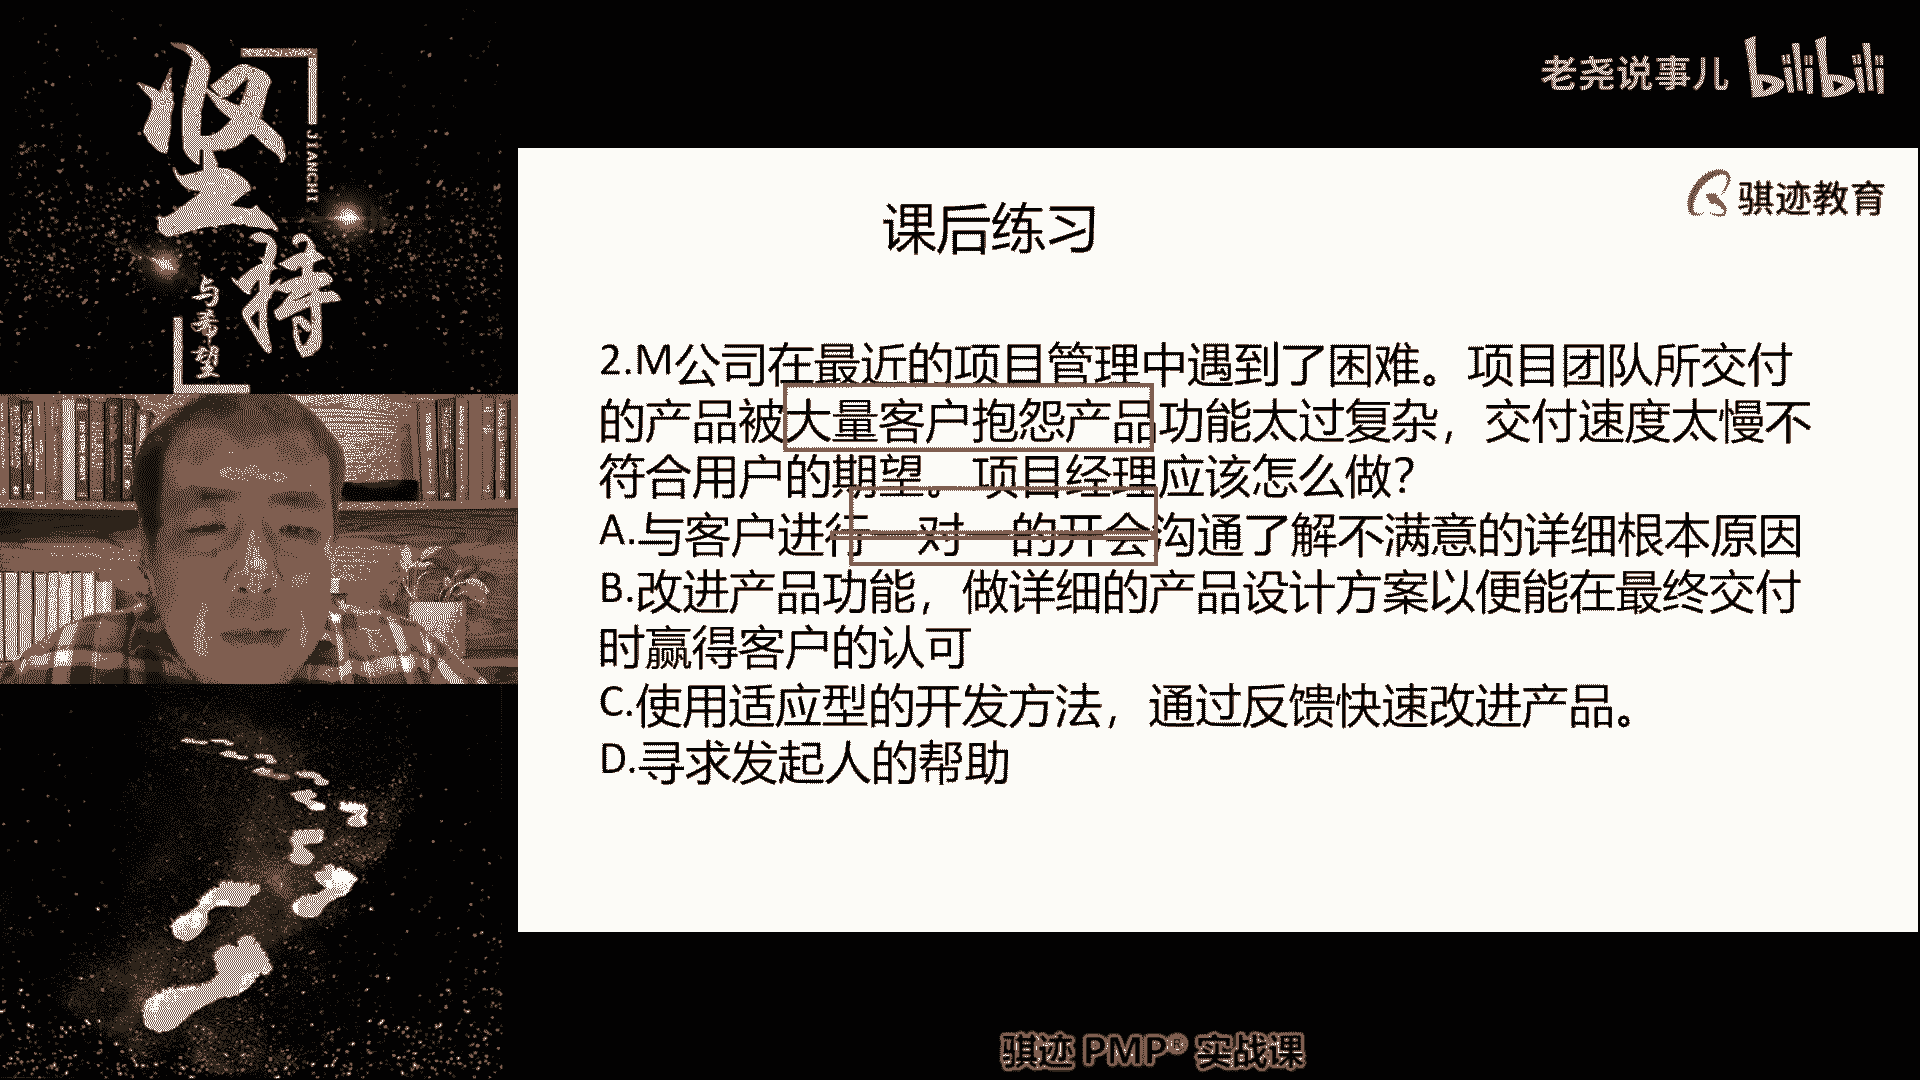 坚持
JIANCHI
与希望
老尧说事儿 bilibili
骐迹教育
课后练习
2.M公司在最近的项目管理中遇到了困难。项目团队所交付
的产品被大量客户抱怨产品功能太过复杂，交付速度太慢不
符合用户的期望。项目经理应该怎么做?
A.与客户进行一对一的开会沟通了解不满意的详细根本原因
B.改进产品功能，做详细的产品设计方案以便能在最终交付
时赢得客户的认可
C.使用适应型的开发方法，通过反馈快速改进产品。
D.寻求发起人的帮助
骐迹 PMP® 实战课